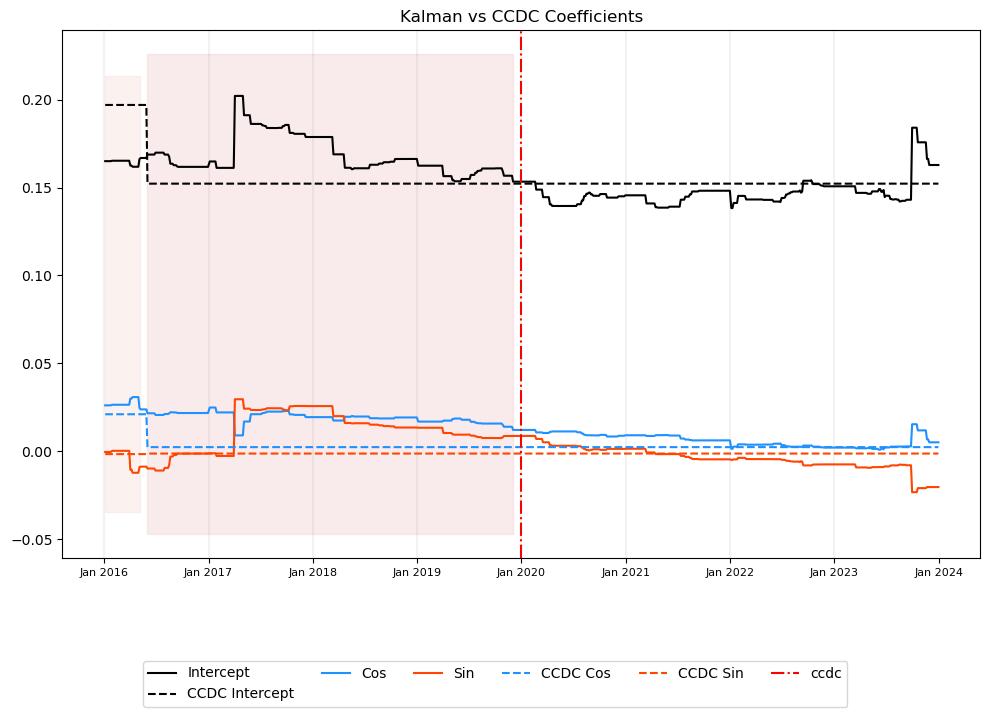 Kalman vs CCDC Coefficients
0.20
0.15
0.10
0.05
0.00
−0.05
Jan 2016 Jan 2017 Jan 2018 Jan 2019 Jan 2020 Jan 2021 Jan 2022 Jan 2023 Jan 2024
Intercept Cos Sin CCDC Cos CCDC Sin ccdc
CCDC Intercept